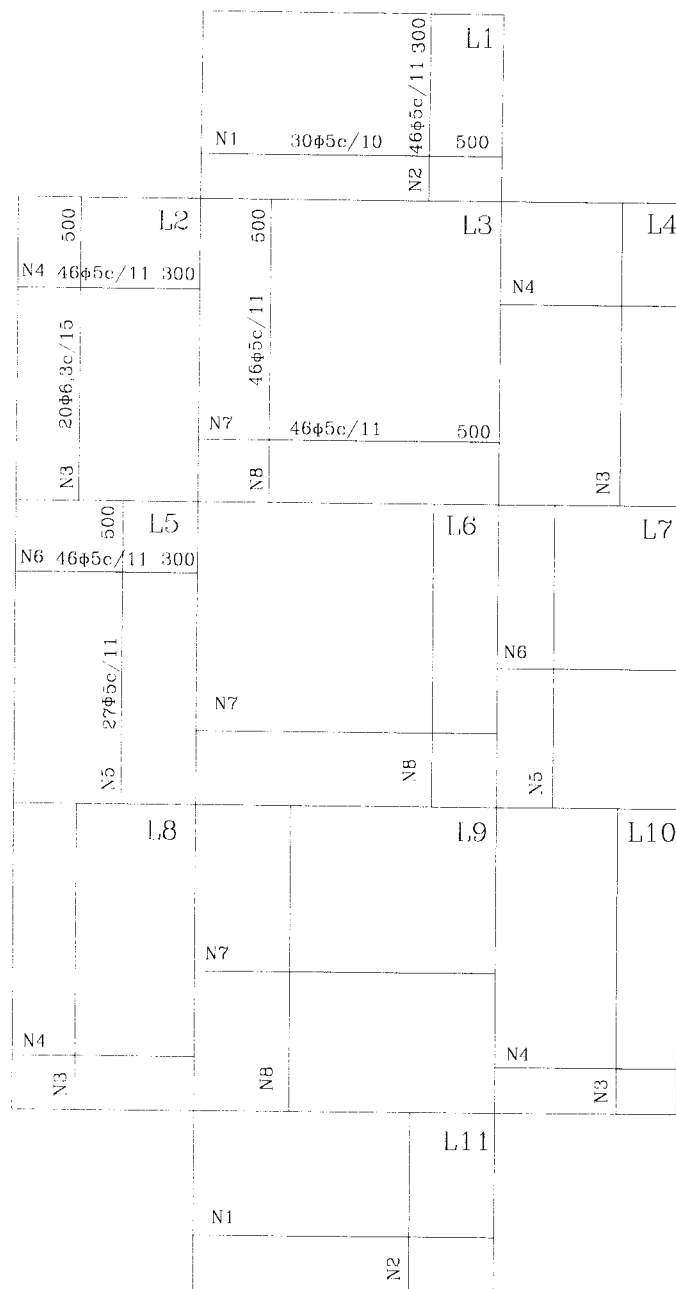 L1
46φ5c/11 300
N2
N1 30φ5c/10 500
L2
500
L3
500
L4
N4 46φ5c/11 300
N4
20φ6,3c/15
46φ5c/11
N7 46φ5c/11 500
N3
N8
N3
L5
500
L6
L7
N6 46φ5c/11 300
N6
27φ5c/11
N7
N5
N8
N5
L8
L9
L10
N7
N4
N4
N3
N8
N3
L11
N1
N2